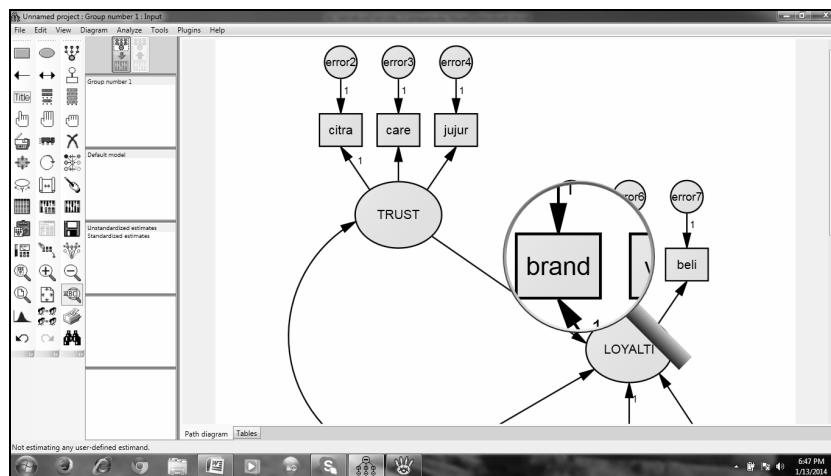 Unnamed project : Group number 1 : Input
File Edit View Diagram Analyze Tools Plugins Help
Title
Group number 1
Default model
Unstandardized estimates
Standardized estimates
error2 error3 error4
1 1 1
citra care jujur
1
TRUST
error6 error7
1
brand
beli
1
LOYALTI
1
Path diagram Tables
Not estimating any user-defined estimand.
6:47 PM
1/13/2014